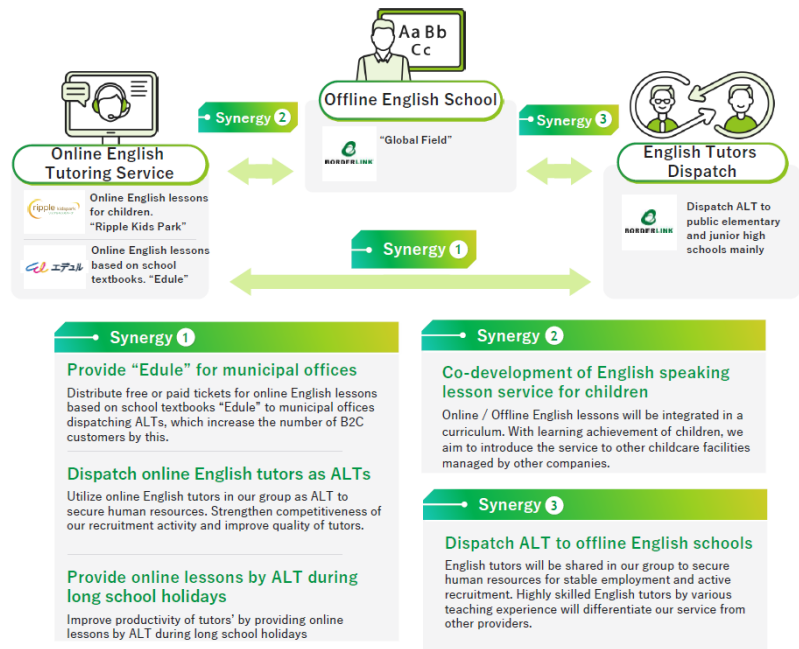 Aa Bb
Cc
Offline English School
BORDERLINK
“Global Field”
Synergy 2
Synergy 3
Online English
Tutoring Service
ripple kidspark
Online English lessons
for children.
“Ripple Kids Park”
エデュル
Online English lessons
based on school
textbooks. “Edule”
English Tutors
Dispatch
BORDERLINK
Dispatch ALT to
public elementary
and junior high
schools mainly
Synergy 1
Synergy 1
Provide “Edule” for municipal offices
Distribute free or paid tickets for online English lessons
based on school textbooks “Edule” to municipal offices
dispatching ALTs, which increase the number of B2C
customers by this.
Dispatch online English tutors as ALTs
Utilize online English tutors in our group as ALT to
secure human resources. Strengthen competitiveness of
our recruitment activity and improve quality of tutors.
Provide online lessons by ALT during
long school holidays
Improve productivity of tutors’ by providing online
lessons by ALT during long school holidays
Synergy 2
Co-development of English speaking
lesson service for children
Online / Offline English lessons will be integrated in a
curriculum. With learning achievement of children, we
aim to introduce the service to other childcare facilities
managed by other companies.
Synergy 3
Dispatch ALT to offline English schools
English tutors will be shared in our group to secure
human resources for stable employment and active
recruitment. Highly skilled English tutors by various
teaching experience will differentiate our service from
other providers.